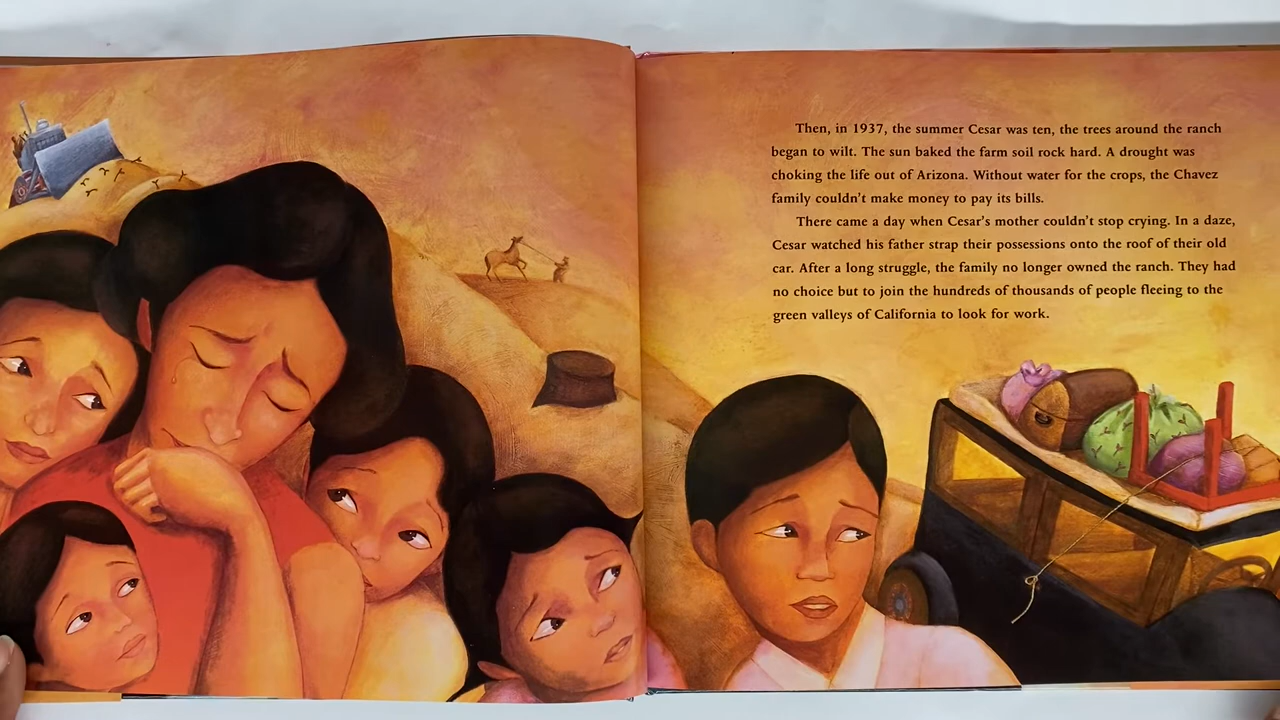 Then, in 1937, the summer Cesar was ten, the trees around the ranch
began to wilt. The sun baked the farm soil rock hard. A drought was
choking the life out of Arizona. Without water for the crops, the Chavez
family couldn't make money to pay its bills.
There came a day when Cesar's mother couldn't stop crying. In a daze,
Cesar watched his father strap their possessions onto the roof of their old
car. After a long struggle, the family no longer owned the ranch. They had
no choice but to join the hundreds of thousands of people fleeing to the
green valleys of California to look for work.